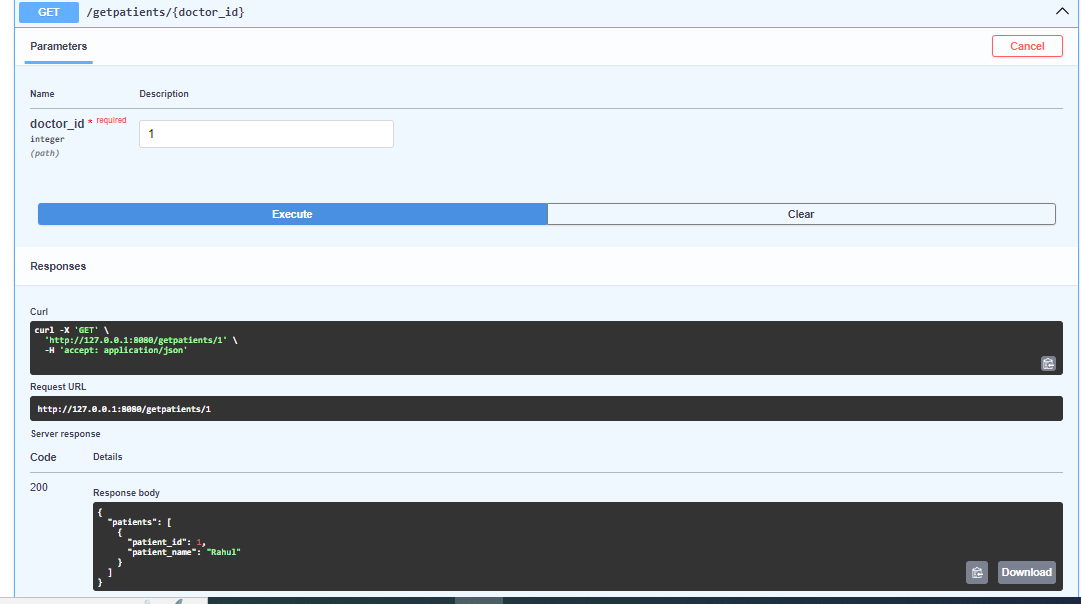 GET /getpatients/{doctor_id}
Parameters
Cancel
Name Description
doctor_id * required
integer
(path)
1
Execute Clear
Responses
Curl
curl -X 'GET' \
'http://127.0.0.1:8080/getpatients/1' \
-H 'accept: application/json'
Request URL
http://127.0.0.1:8080/getpatients/1
Server response
Code Details
200
Response body
{
"patients": [
{
"patient_id": 1,
"patient_name": "Rahul"
}
]
}
Download